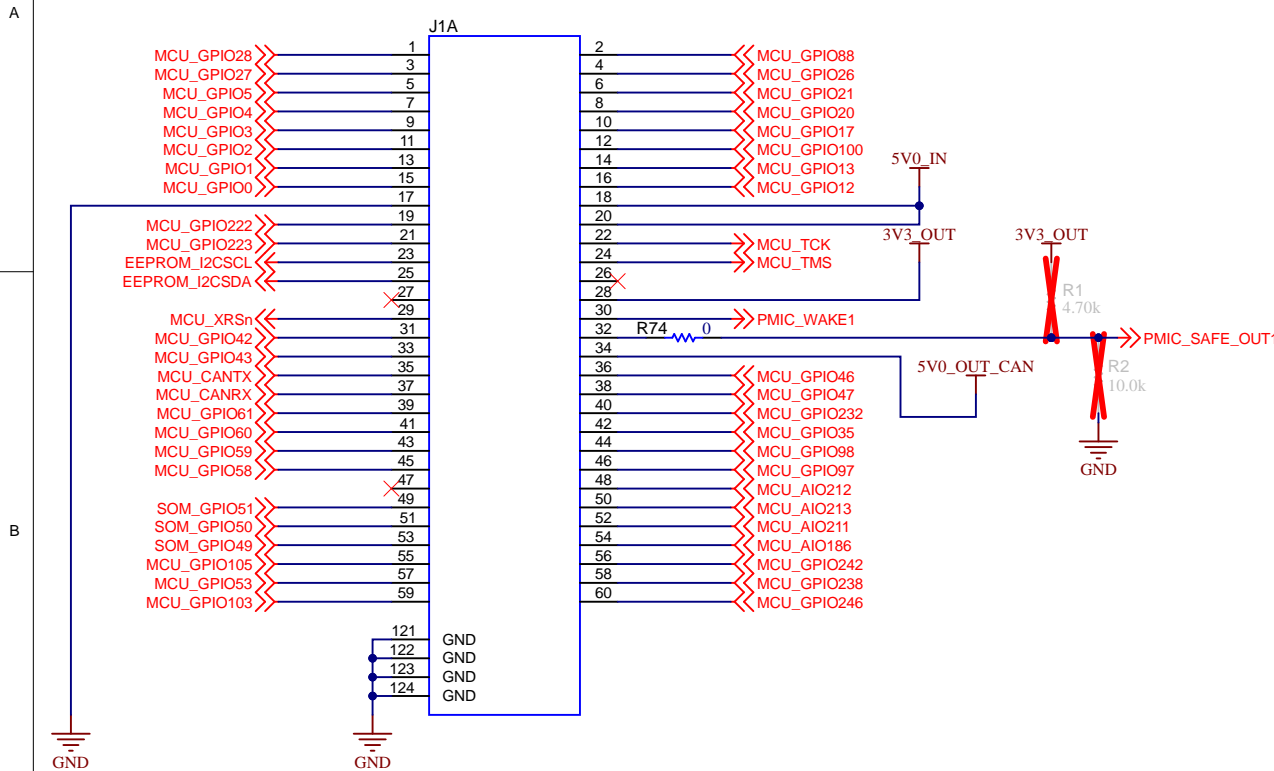 A
J1A
MCU_GPIO28 1 2 MCU_GPIO88
MCU_GPIO27 3 4 MCU_GPIO26
MCU_GPIO5 5 6 MCU_GPIO21
MCU_GPIO4 7 8 MCU_GPIO20
MCU_GPIO3 9 10 MCU_GPIO17
MCU_GPIO2 11 12 MCU_GPIO100
MCU_GPIO1 13 14 MCU_GPIO13
MCU_GPIO0 15 16 MCU_GPIO12
5V0_IN
17 18
MCU_GPIO222 19 20
MCU_GPIO223 21 22 MCU_TCK
3V3_OUT 3V3_OUT
EEPROM_I2CSCL 23 24 MCU_TMS
EEPROM_I2CSDA 25 26
27 28
R1
4.70k
MCU_XRSn 29 30 PMIC_WAKE1
MCU_GPIO42 31 32 R74 0 PMIC_SAFE_OUT1
MCU_GPIO43 33 34
5V0_OUT_CAN
R2
10.0k
MCU_CANTX 35 36 MCU_GPIO46
MCU_CANRX 37 38 MCU_GPIO47
MCU_GPIO61 39 40 MCU_GPIO232
MCU_GPIO60 41 42 MCU_GPIO35
MCU_GPIO59 43 44 MCU_GPIO98
MCU_GPIO58 45 46 MCU_GPIO97
GND
47 48 MCU_AIO212
SOM_GPIO51 49 50 MCU_AIO213
SOM_GPIO50 51 52 MCU_AIO211
B
SOM_GPIO49 53 54 MCU_AIO186
MCU_GPIO105 55 56 MCU_GPIO242
MCU_GPIO53 57 58 MCU_GPIO238
MCU_GPIO103 59 60 MCU_GPIO246
121 GND
122 GND
123 GND
124 GND
GND GND